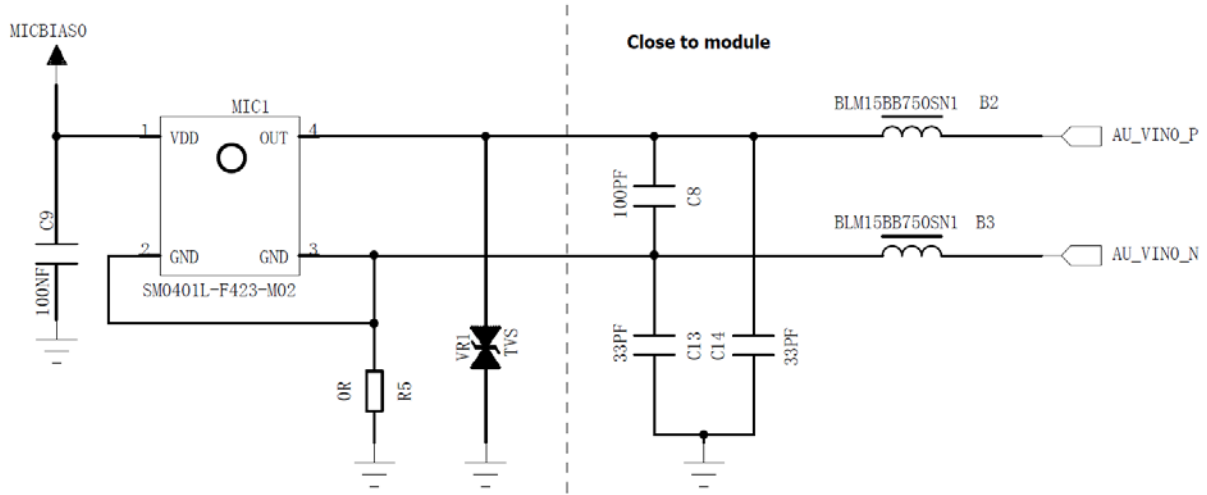 MICBIAS0
Close to module
MIC1
BLM15BB750SN1 B2
1 VDD OUT 4
AU_VIN0_P
100PF C8
C9
100NF
BLM15BB750SN1 B3
2 GND GND 3
AU_VIN0_N
SM0401L-F423-M02
VR1 TVS
33PF C13 C14 33PF
0R R5